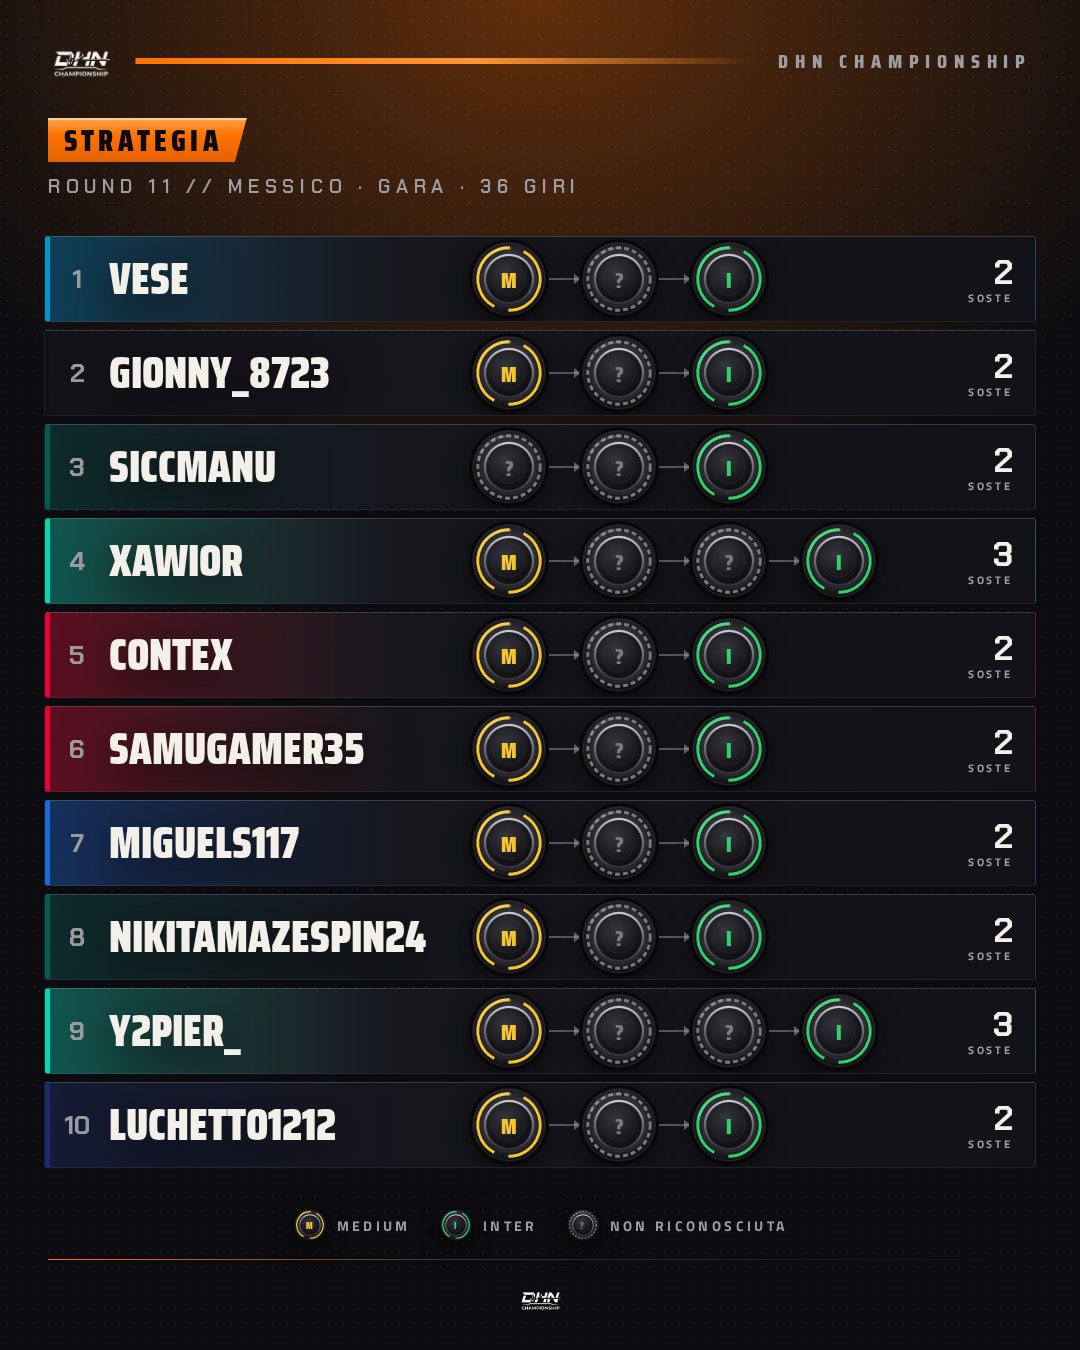 DHN
CHAMPIONSHIP
DHN CHAMPIONSHIP
STRATEGIA
ROUND 11 // MESSICO · GARA · 36 GIRI
1 VESE M ? I 2 SOSTE
2 GIONNY_8723 M ? I 2 SOSTE
3 SICCMANU ? ? I 2 SOSTE
4 XAWIOR M ? ? I 3 SOSTE
5 CONTEX M ? I 2 SOSTE
6 SAMUGAMER35 M ? I 2 SOSTE
7 MIGUELS117 M ? I 2 SOSTE
8 NIKITAMAZESPIN24 M ? I 2 SOSTE
9 Y2PIER_ M ? ? I 3 SOSTE
10 LUCHETTO1212 M ? I 2 SOSTE
M MEDIUM I INTER ? NON RICONOSCIUTA
DHN
CHAMPIONSHIP